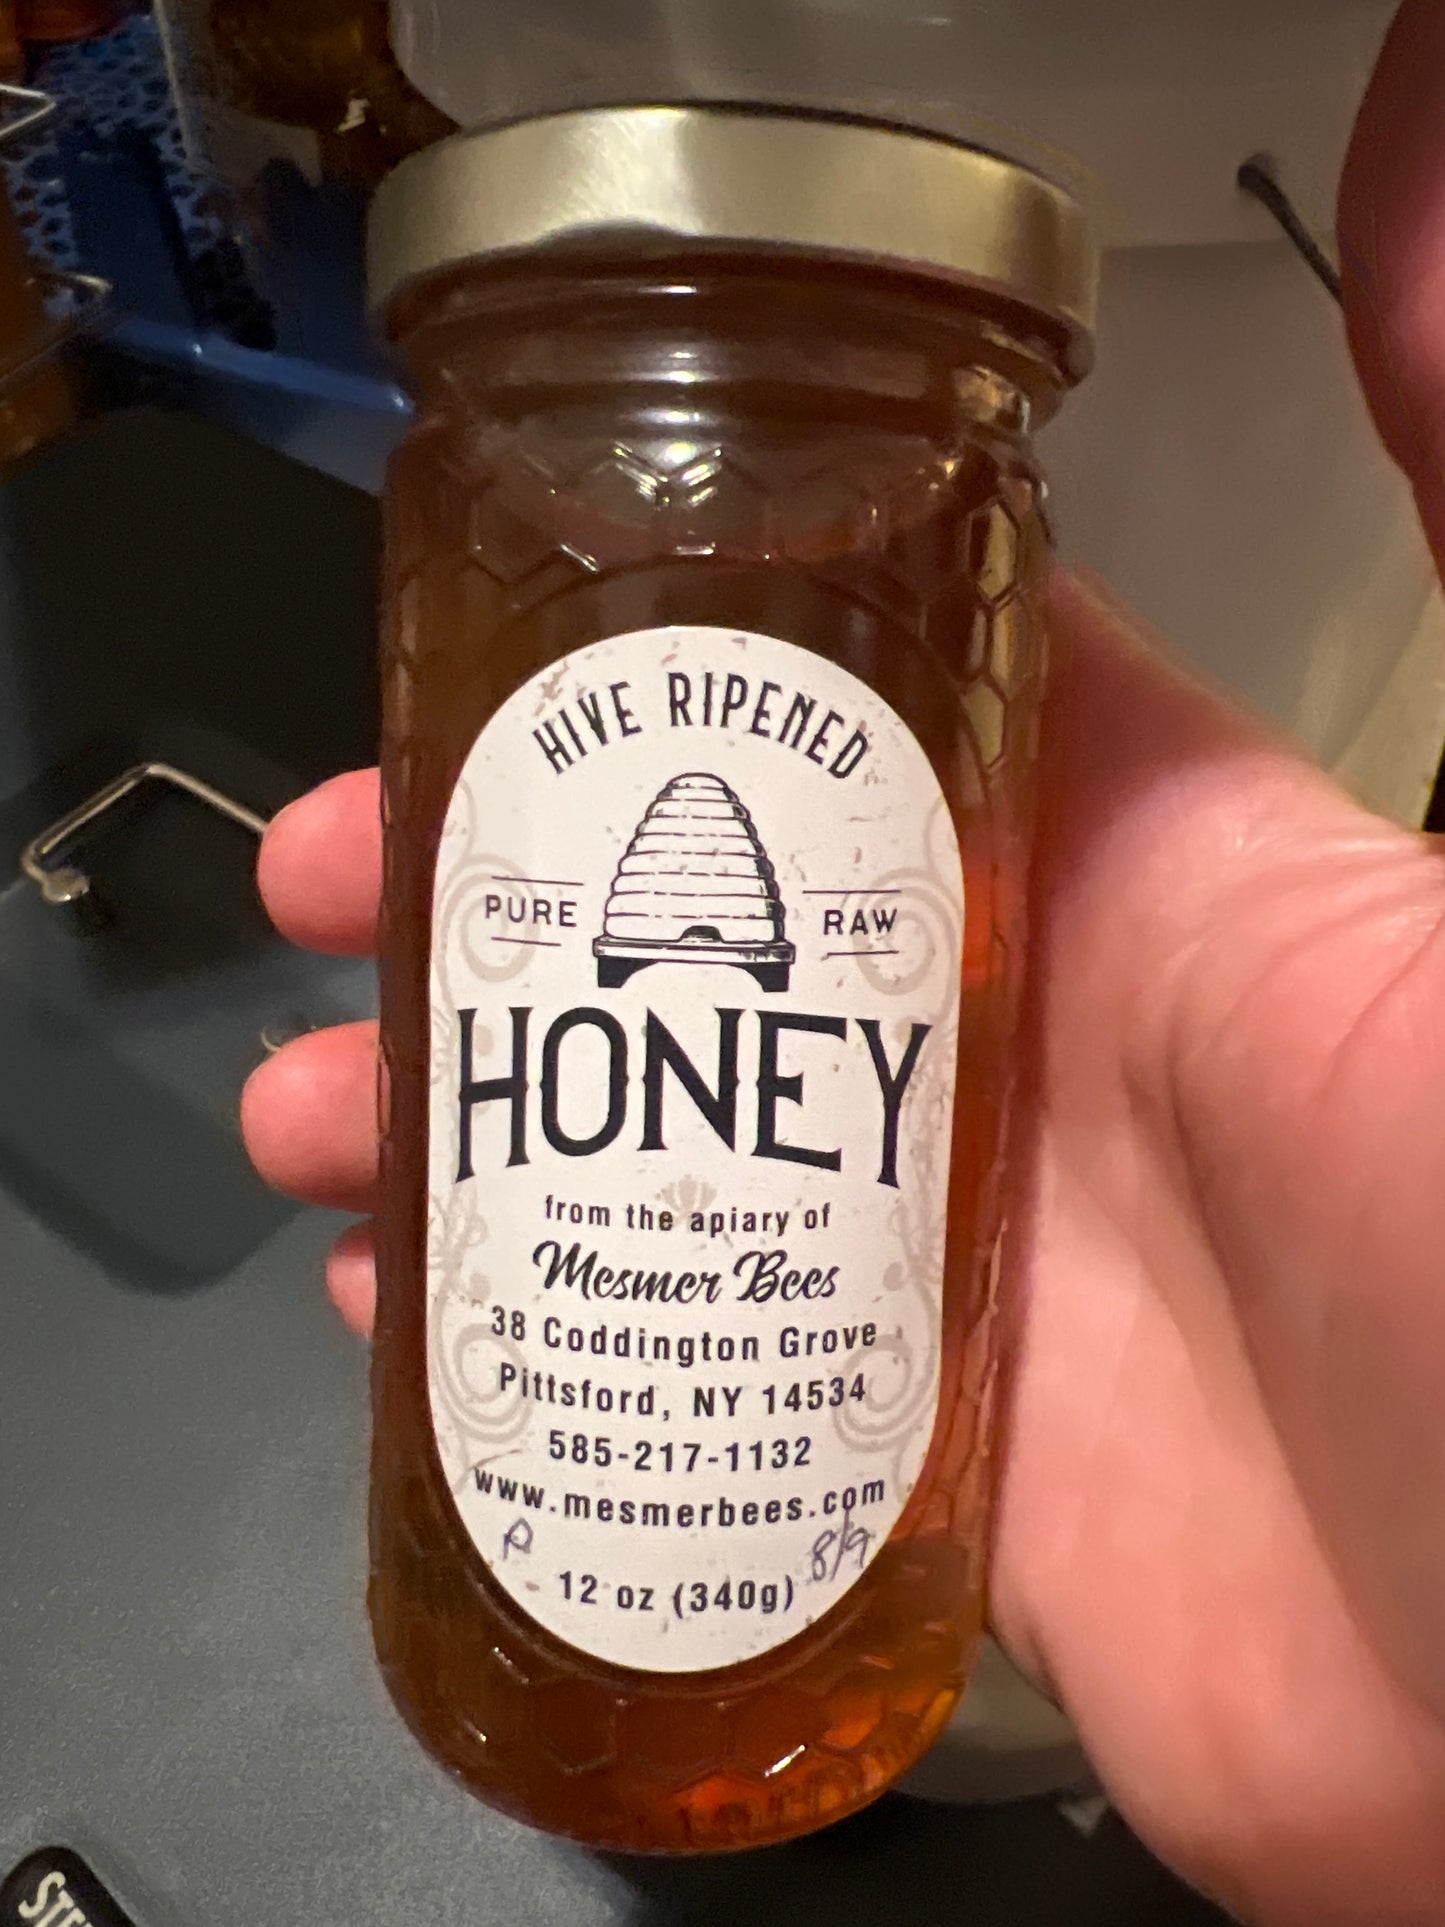 HIVE RIPENED
PURE RAW
HONEY
from the apiary of
Mesmer Bees
38 Coddington Grove
Pittsford, NY 14534
585-217-1132
www.mesmerbees.com
P 8/9
12 oz (340g)